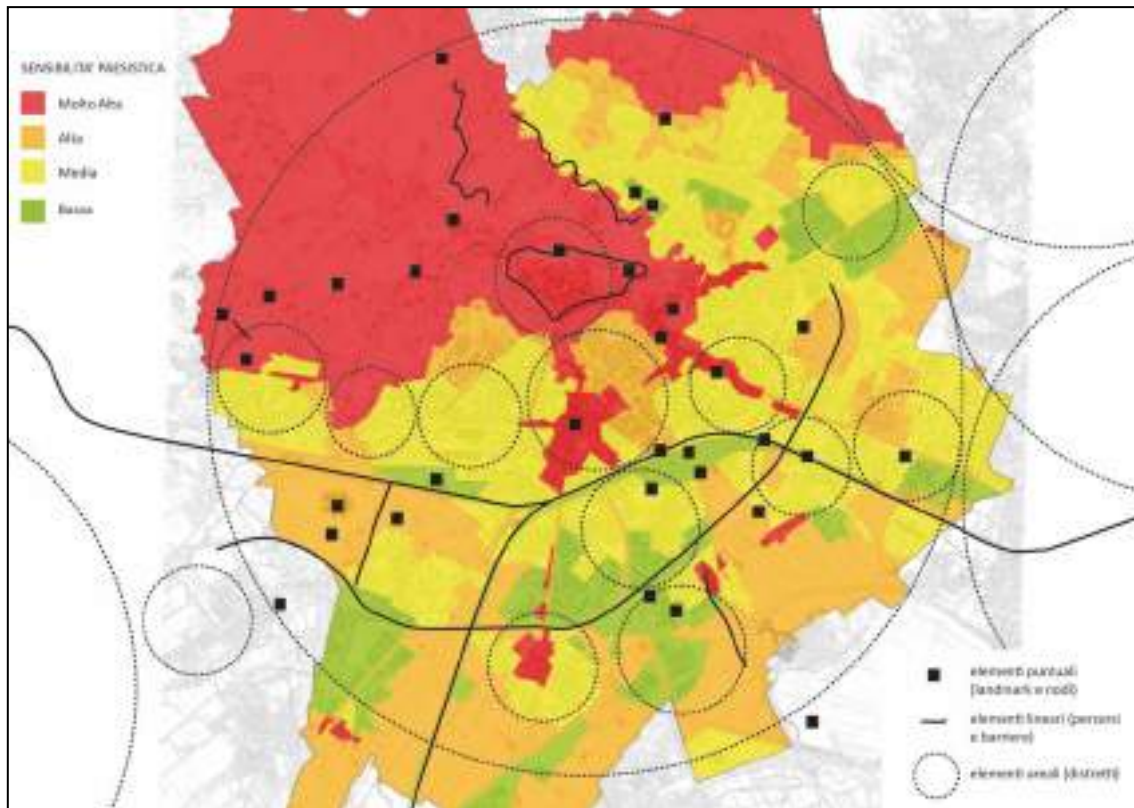 SENSIBILITA' PAESISTICA
Molto Alta
Alta
Media
Bassa
elementi puntuali
(landmark e nodi)
elementi lineari (percorsi
o barriere)
elementi areali (distretti)